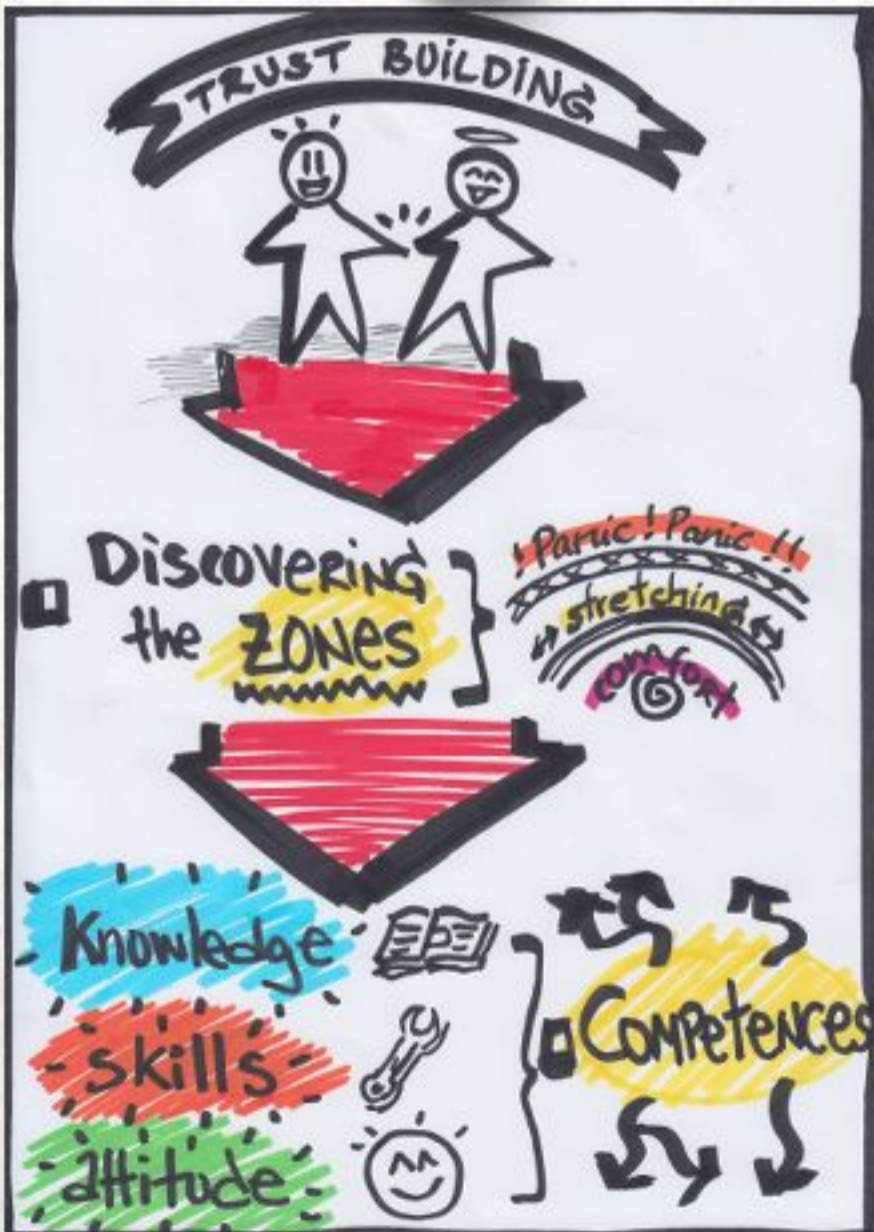 TRUST BUILDING
! Panic ! Panic !!
DISCOVERING
the ZONES
stretching
comfort
Knowledge
skills
attitude
COMPETENCES